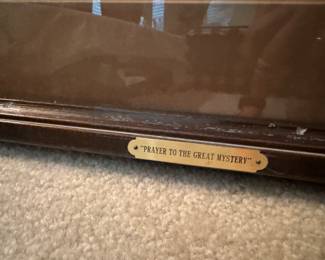 "PRAYER TO THE GREAT MYSTERY"